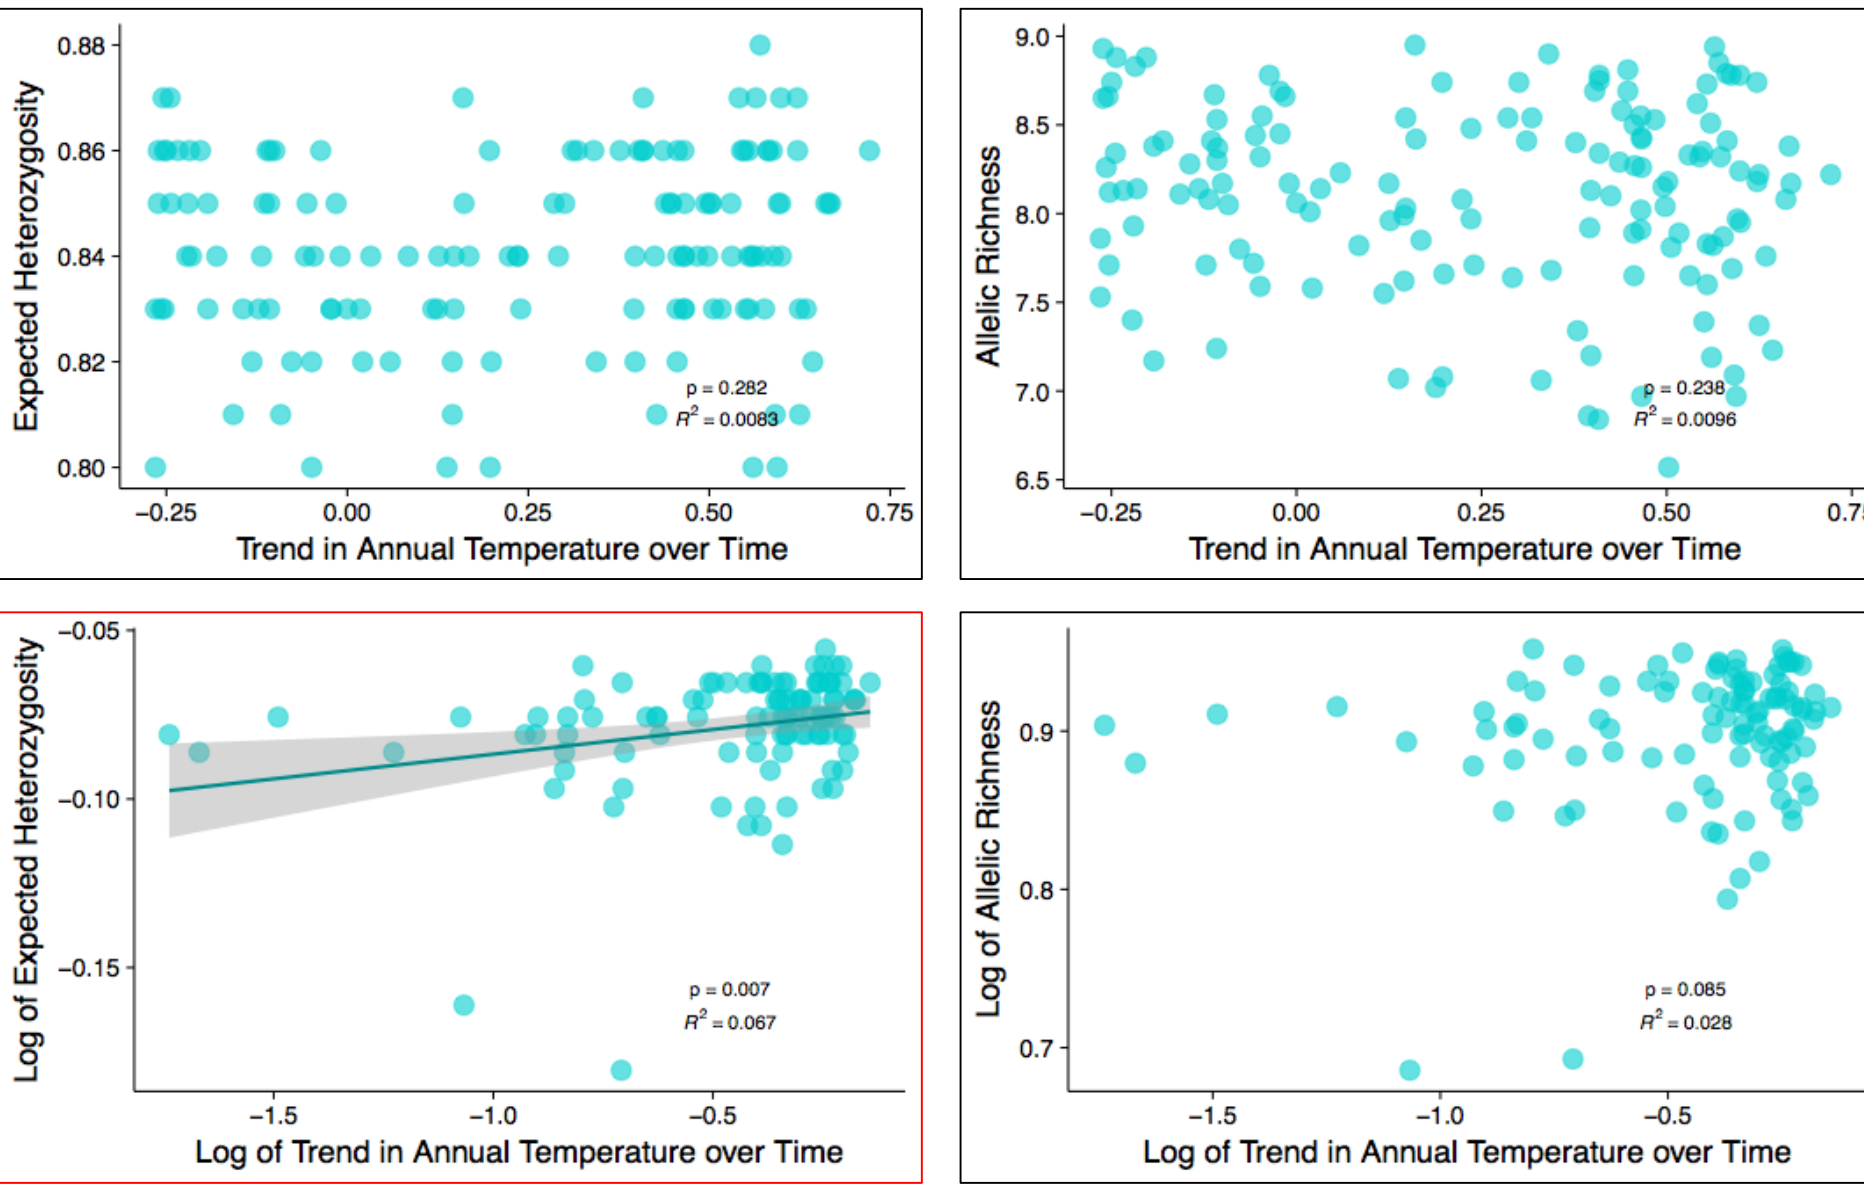 Expected Heterozygosity
0.88
0.86
0.84
0.82
0.80
p = 0.282
R² = 0.0083
−0.25 0.00 0.25 0.50 0.75
Trend in Annual Temperature over Time
Allelic Richness
9.0
8.5
8.0
7.5
7.0
6.5
p = 0.238
R² = 0.0096
−0.25 0.00 0.25 0.50
Trend in Annual Temperature over Time
Log of Expected Heterozygosity
−0.05
−0.10
−0.15
p = 0.007
R² = 0.067
−1.5 −1.0 −0.5
Log of Trend in Annual Temperature over Time
Log of Allelic Richness
0.9
0.8
0.7
p = 0.085
R² = 0.028
−1.5 −1.0 −0.5
Log of Trend in Annual Temperature over Time